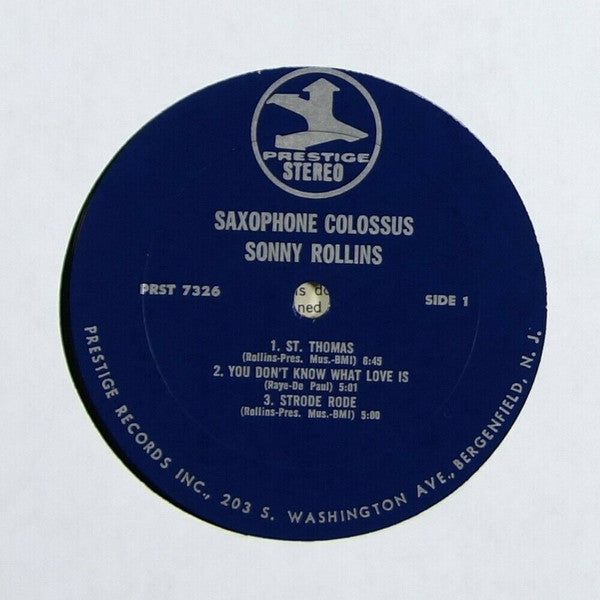 PRESTIGE
STEREO
SAXOPHONE COLOSSUS
SONNY ROLLINS
PRST 7326
SIDE 1
ned
1. ST. THOMAS
(Rollins-Pres. Mus.-BMI) 6:45
2. YOU DON'T KNOW WHAT LOVE IS
(Raye-De Paul) 5:01
3. STRODE RODE
(Rollins-Pres. Mus.-BMI) 5:00
PRESTIGE RECORDS INC., 203 S. WASHINGTON AVE., BERGENFIELD, N. J.